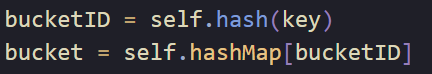 bucketID = self.hash(key)
bucket = self.hashMap[bucketID]